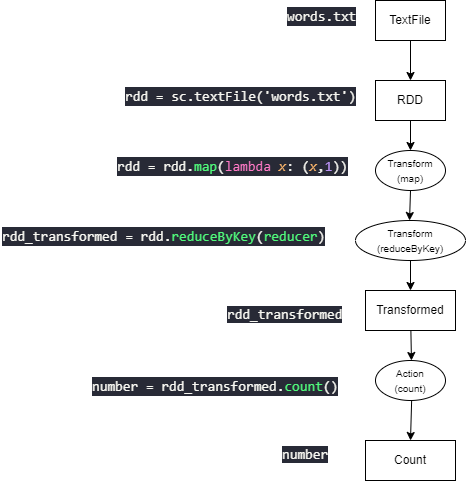 words.txt
TextFile
rdd = sc.textFile('words.txt')
RDD
rdd = rdd.map(lambda x: (x,1))
Transform
(map)
rdd_transformed = rdd.reduceByKey(reducer)
Transform
(reduceByKey)
rdd_transformed
Transformed
number = rdd_transformed.count()
Action
(count)
number
Count